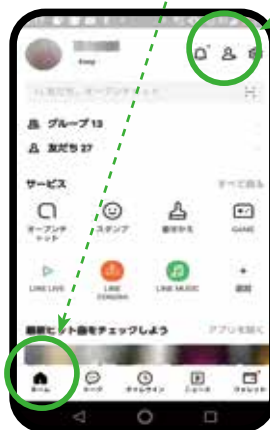 グループ 13
友だち 27
サービス
すべて見る
オープンチャット
スタンプ
着せかえ
GAME
LINE LIVE
LINE MUSIC
追加
最新ヒット曲をチェックしよう
アプリを開く
ホーム
トーク
タイムライン
ニュース
ウォレット